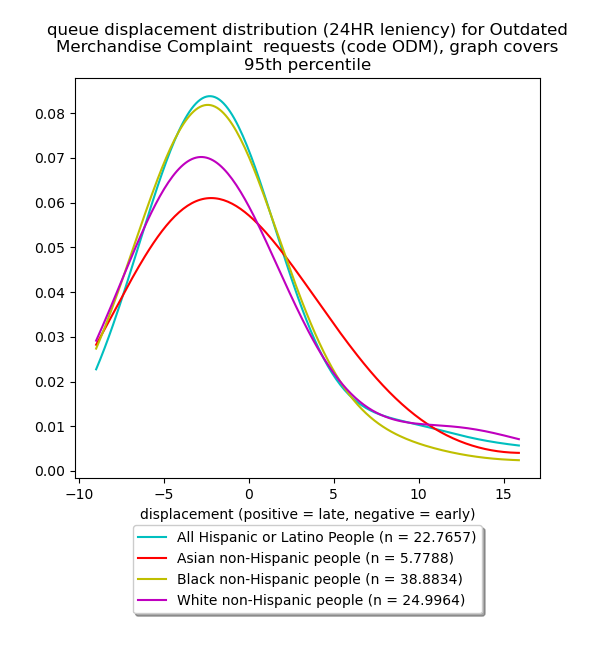 queue displacement distribution (24HR leniency) for Outdated
Merchandise Complaint  requests (code ODM), graph covers
95th percentile
0.08
0.07
0.06
0.05
0.04
0.03
0.02
0.01
0.00
−10
−5
0
5
10
15
displacement (positive = late, negative = early)
All Hispanic or Latino People (n = 22.7657)
Asian non-Hispanic people (n = 5.7788)
Black non-Hispanic people (n = 38.8834)
White non-Hispanic people (n = 24.9964)